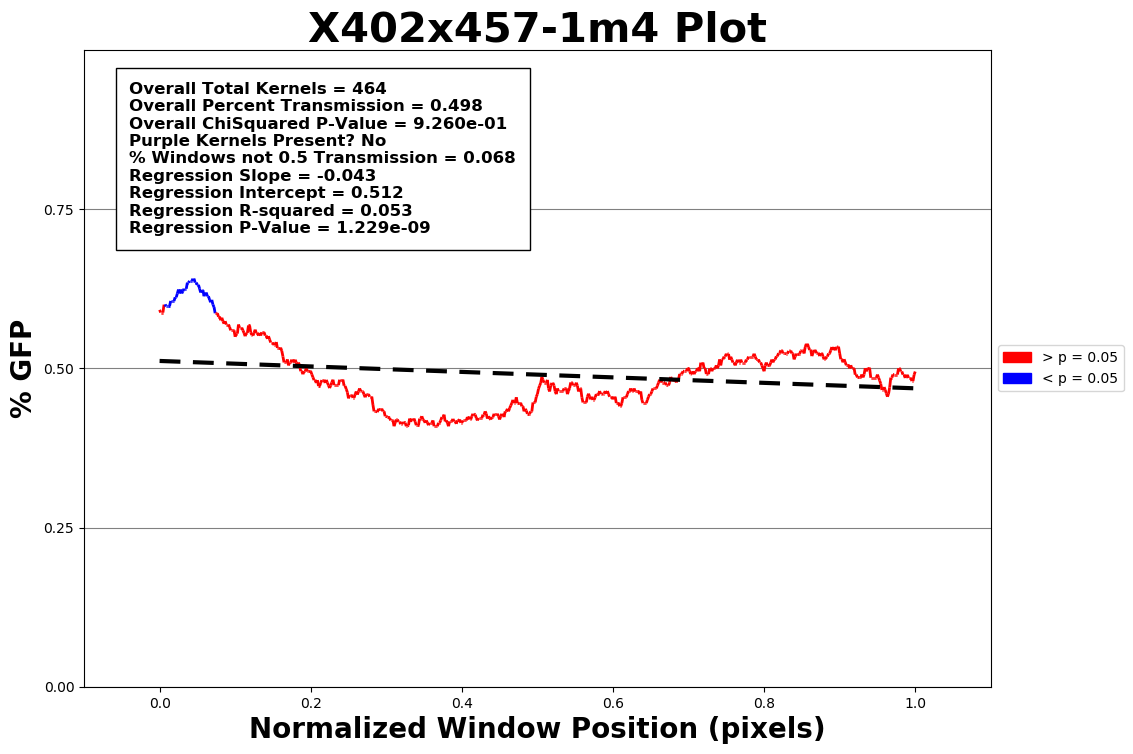 X402x457-1m4 Plot
Overall Total Kernels = 464
Overall Percent Transmission = 0.498
Overall ChiSquared P-Value = 9.260e-01
Purple Kernels Present? No
% Windows not 0.5 Transmission = 0.068
Regression Slope = -0.043
Regression Intercept = 0.512
Regression R-squared = 0.053
Regression P-Value = 1.229e-09
% GFP
0.75
0.50
0.25
0.00
> p = 0.05
< p = 0.05
0.0 0.2 0.4 0.6 0.8 1.0
Normalized Window Position (pixels)